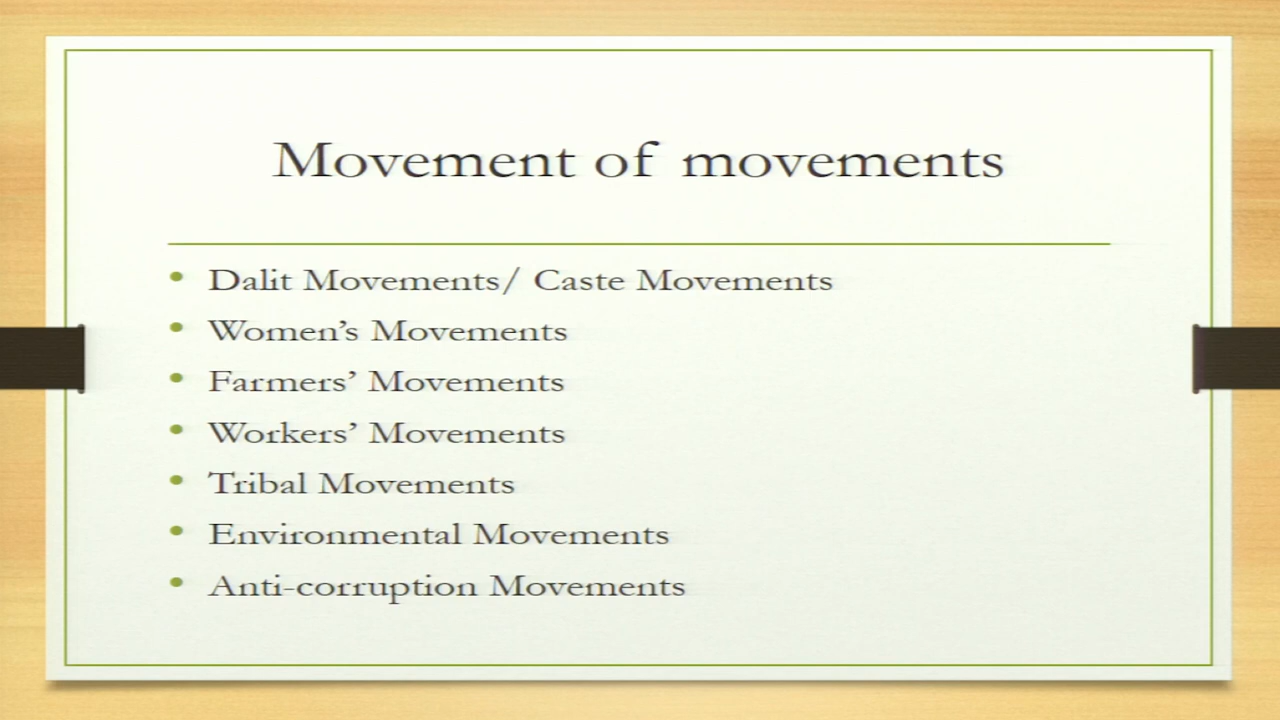 Movement of movements
• Dalit Movements/ Caste Movements
• Women’s Movements
• Farmers’ Movements
• Workers’ Movements
• Tribal Movements
• Environmental Movements
• Anti-corruption Movements